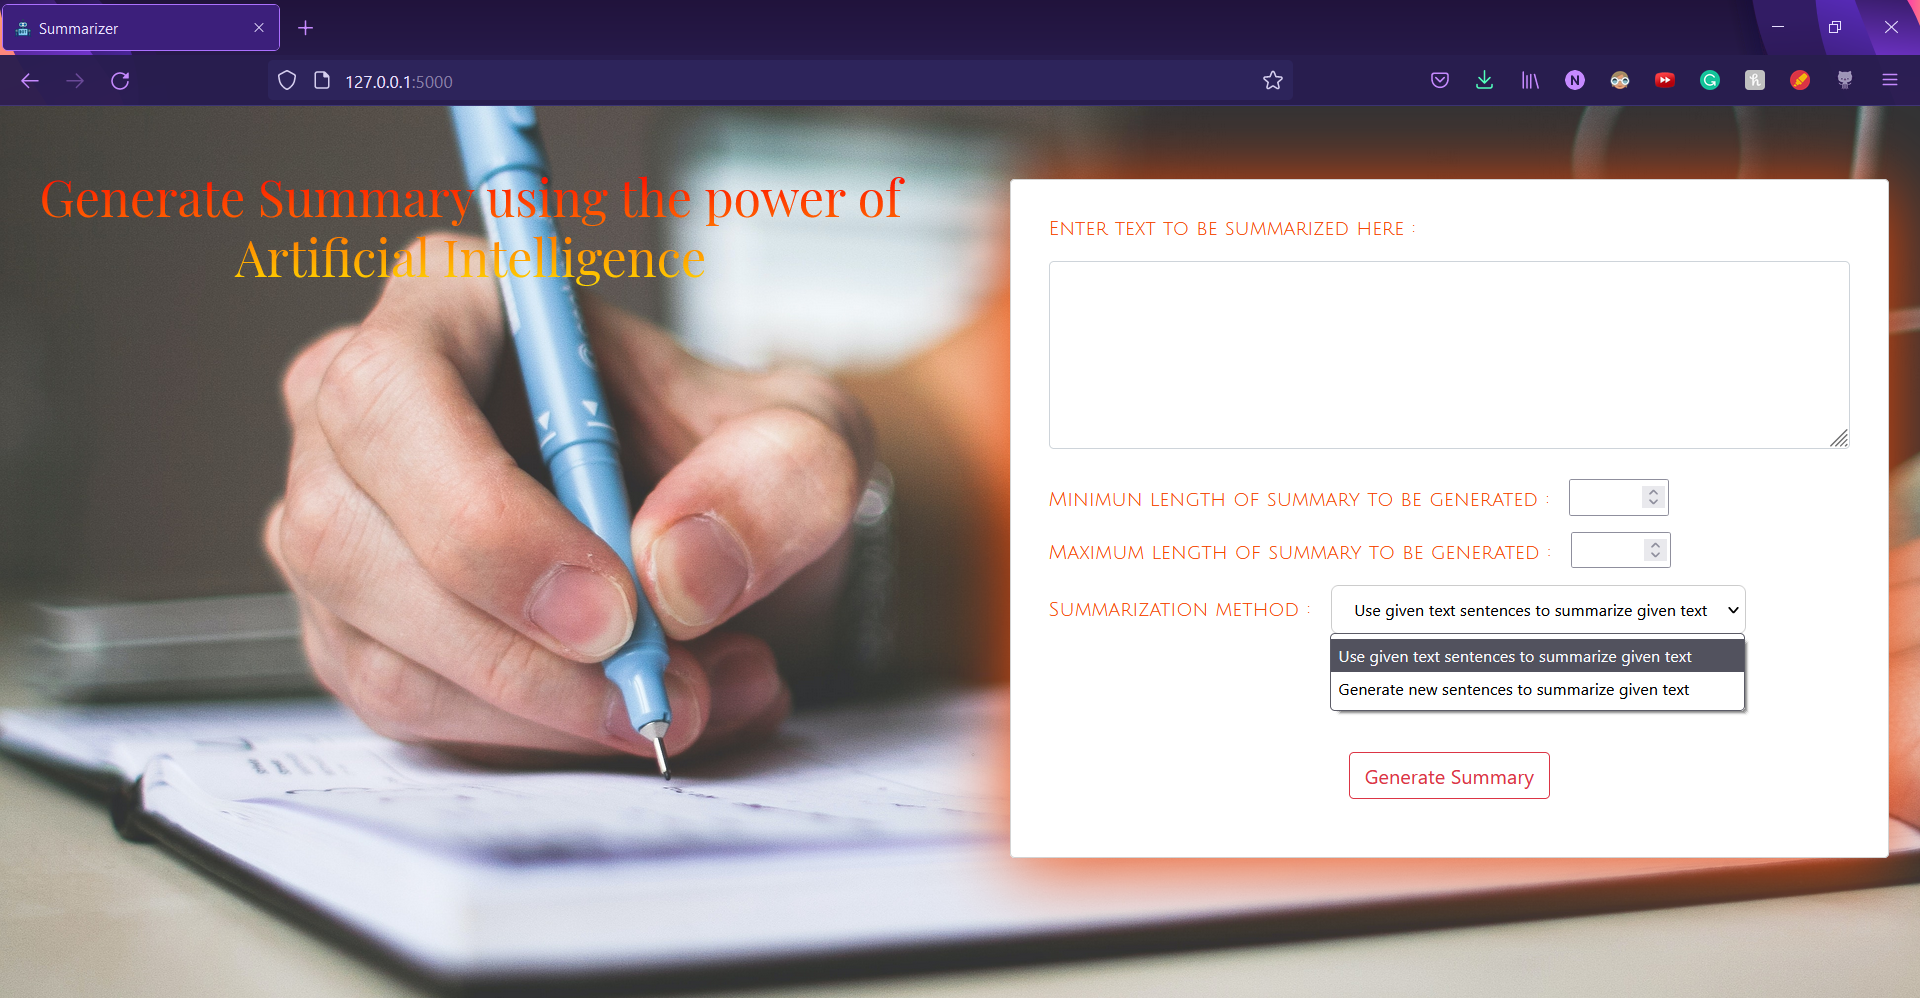 Summarizer
127.0.0.1:5000
N
G
h
Generate Summary using the power of
Artificial Intelligence
Enter text to be summarized here :
Minimun length of summary to be generated :
Maximum length of summary to be generated :
Summarization method :
Use given text sentences to summarize given text
Use given text sentences to summarize given text
Generate new sentences to summarize given text
Generate Summary